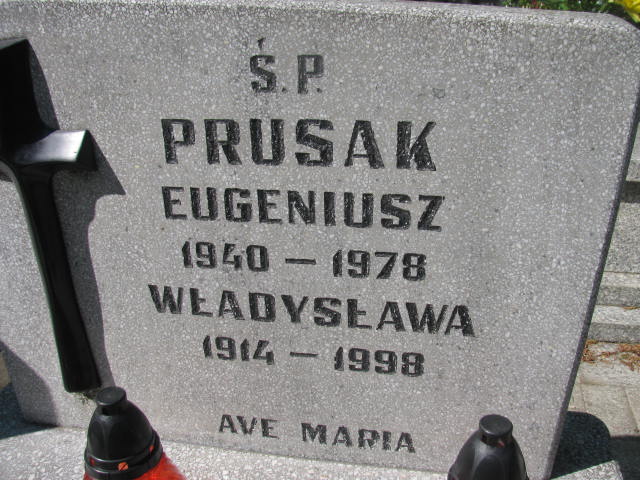 Ś.P.
PRUSAK
EUGENIUSZ
1940 – 1978
WŁADYSŁAWA
1914 – 1998
AVE MARIA